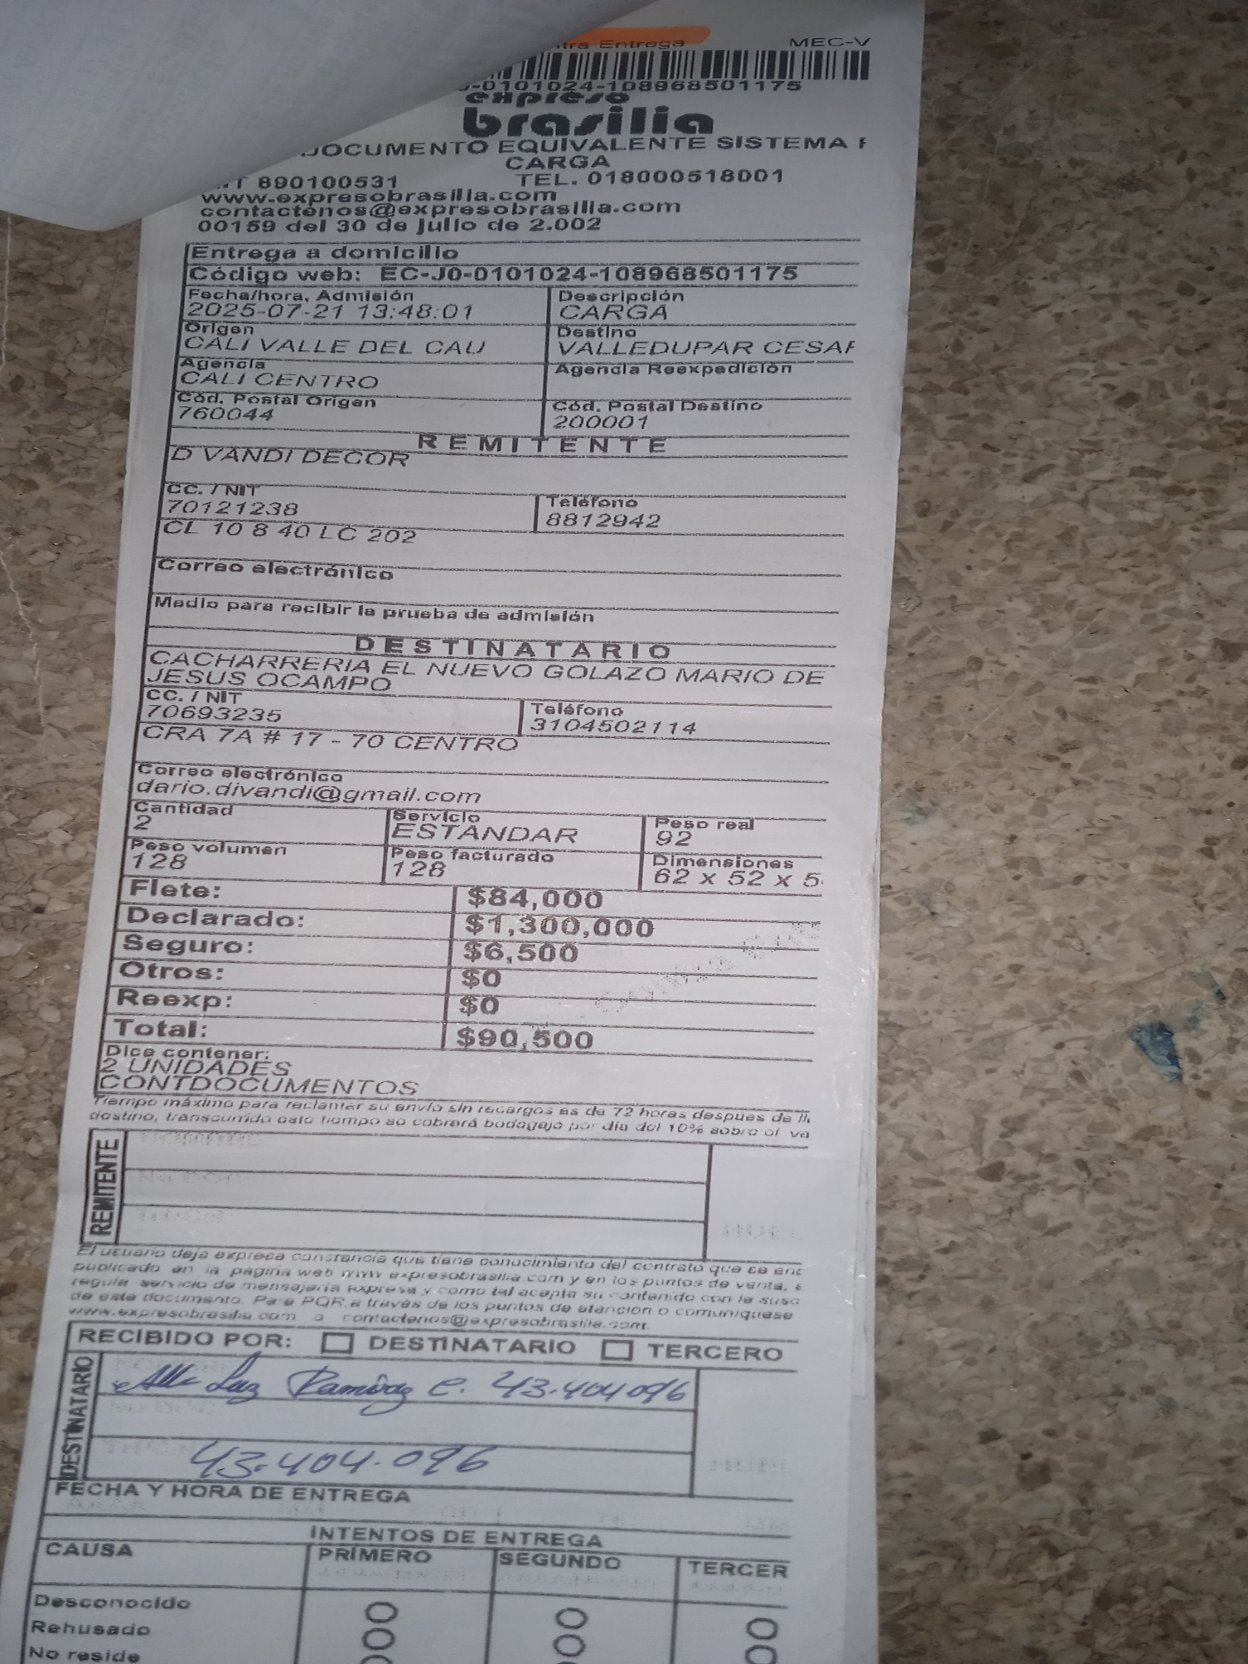 tra Entrega MEC-V
0-0101024-108968501175
expreso
brasilia
DOCUMENTO EQUIVALENTE SISTEMA
CARGA
NIT 890100531 TEL. 018000518001
www.expresobrasilia.com
contactenos@expresobrasilia.com
00159 del 30 de julio de 2.002
Entrega a domicilio
Código web: EC-J0-0101024-108968501175
Fecha/hora, Admisión Descripción
2025-07-21 13:48:01 CARGA
Origen Destino
CALI VALLE DEL CAU VALLEDUPAR CESAR
Agencia Agencia Reexpedición
CALI CENTRO
Cód. Postal Origen Cód. Postal Destino
760044 200001
REMITENTE
D VANDI DECOR
CC. / NIT Teléfono
70121238 8812942
CL 10 8 40 LC 202
Correo electrónico
Medio para recibir la prueba de admisión
DESTINATARIO
CACHARRERIA EL NUEVO GOLAZO MARIO DE
JESUS OCAMPO
CC. / NIT Teléfono
70693235 3104502114
CRA 7A # 17 - 70 CENTRO
Correo electrónico
dario.divandi@gmail.com
Cantidad Servicio Peso real
2 ESTANDAR 92
Peso volumen Peso facturado Dimensiones
128 128 62 x 52 x 5
Flete: $84,000
Declarado: $1,300,000
Seguro: $6,500
Otros: $0
Reexp: $0
Total: $90,500
Dice contener:
2 UNIDADES
CONTDOCUMENTOS
Tiempo máximo para reclamar su envío sin recargos es de 72 horas despues de
destino, transcurrido este tiempo se cobrará bodegaje por día del 10% sobre el va
REMITENTE
El usuario deja expresa constancia que tiene conocimiento del contrato que se enc
publicado en la pagina web www expresobrasilia.com y en los puntos de venta,
regula servicio de mensajería expresa y como tal acepta su contenido con la susc
de este documento. Para PQR a través de los puntos de atención o comuniquese
www.expresobrasilia com o contactenos@expresobrasilia.com.
RECIBIDO POR: DESTINATARIO TERCERO
DESTINATARIO
Luz Ramirez C. 43.404.096
43.404.096
FECHA Y HORA DE ENTREGA
INTENTOS DE ENTREGA
CAUSA PRIMERO SEGUNDO TERCER
Desconocido
Rehusado
No reside